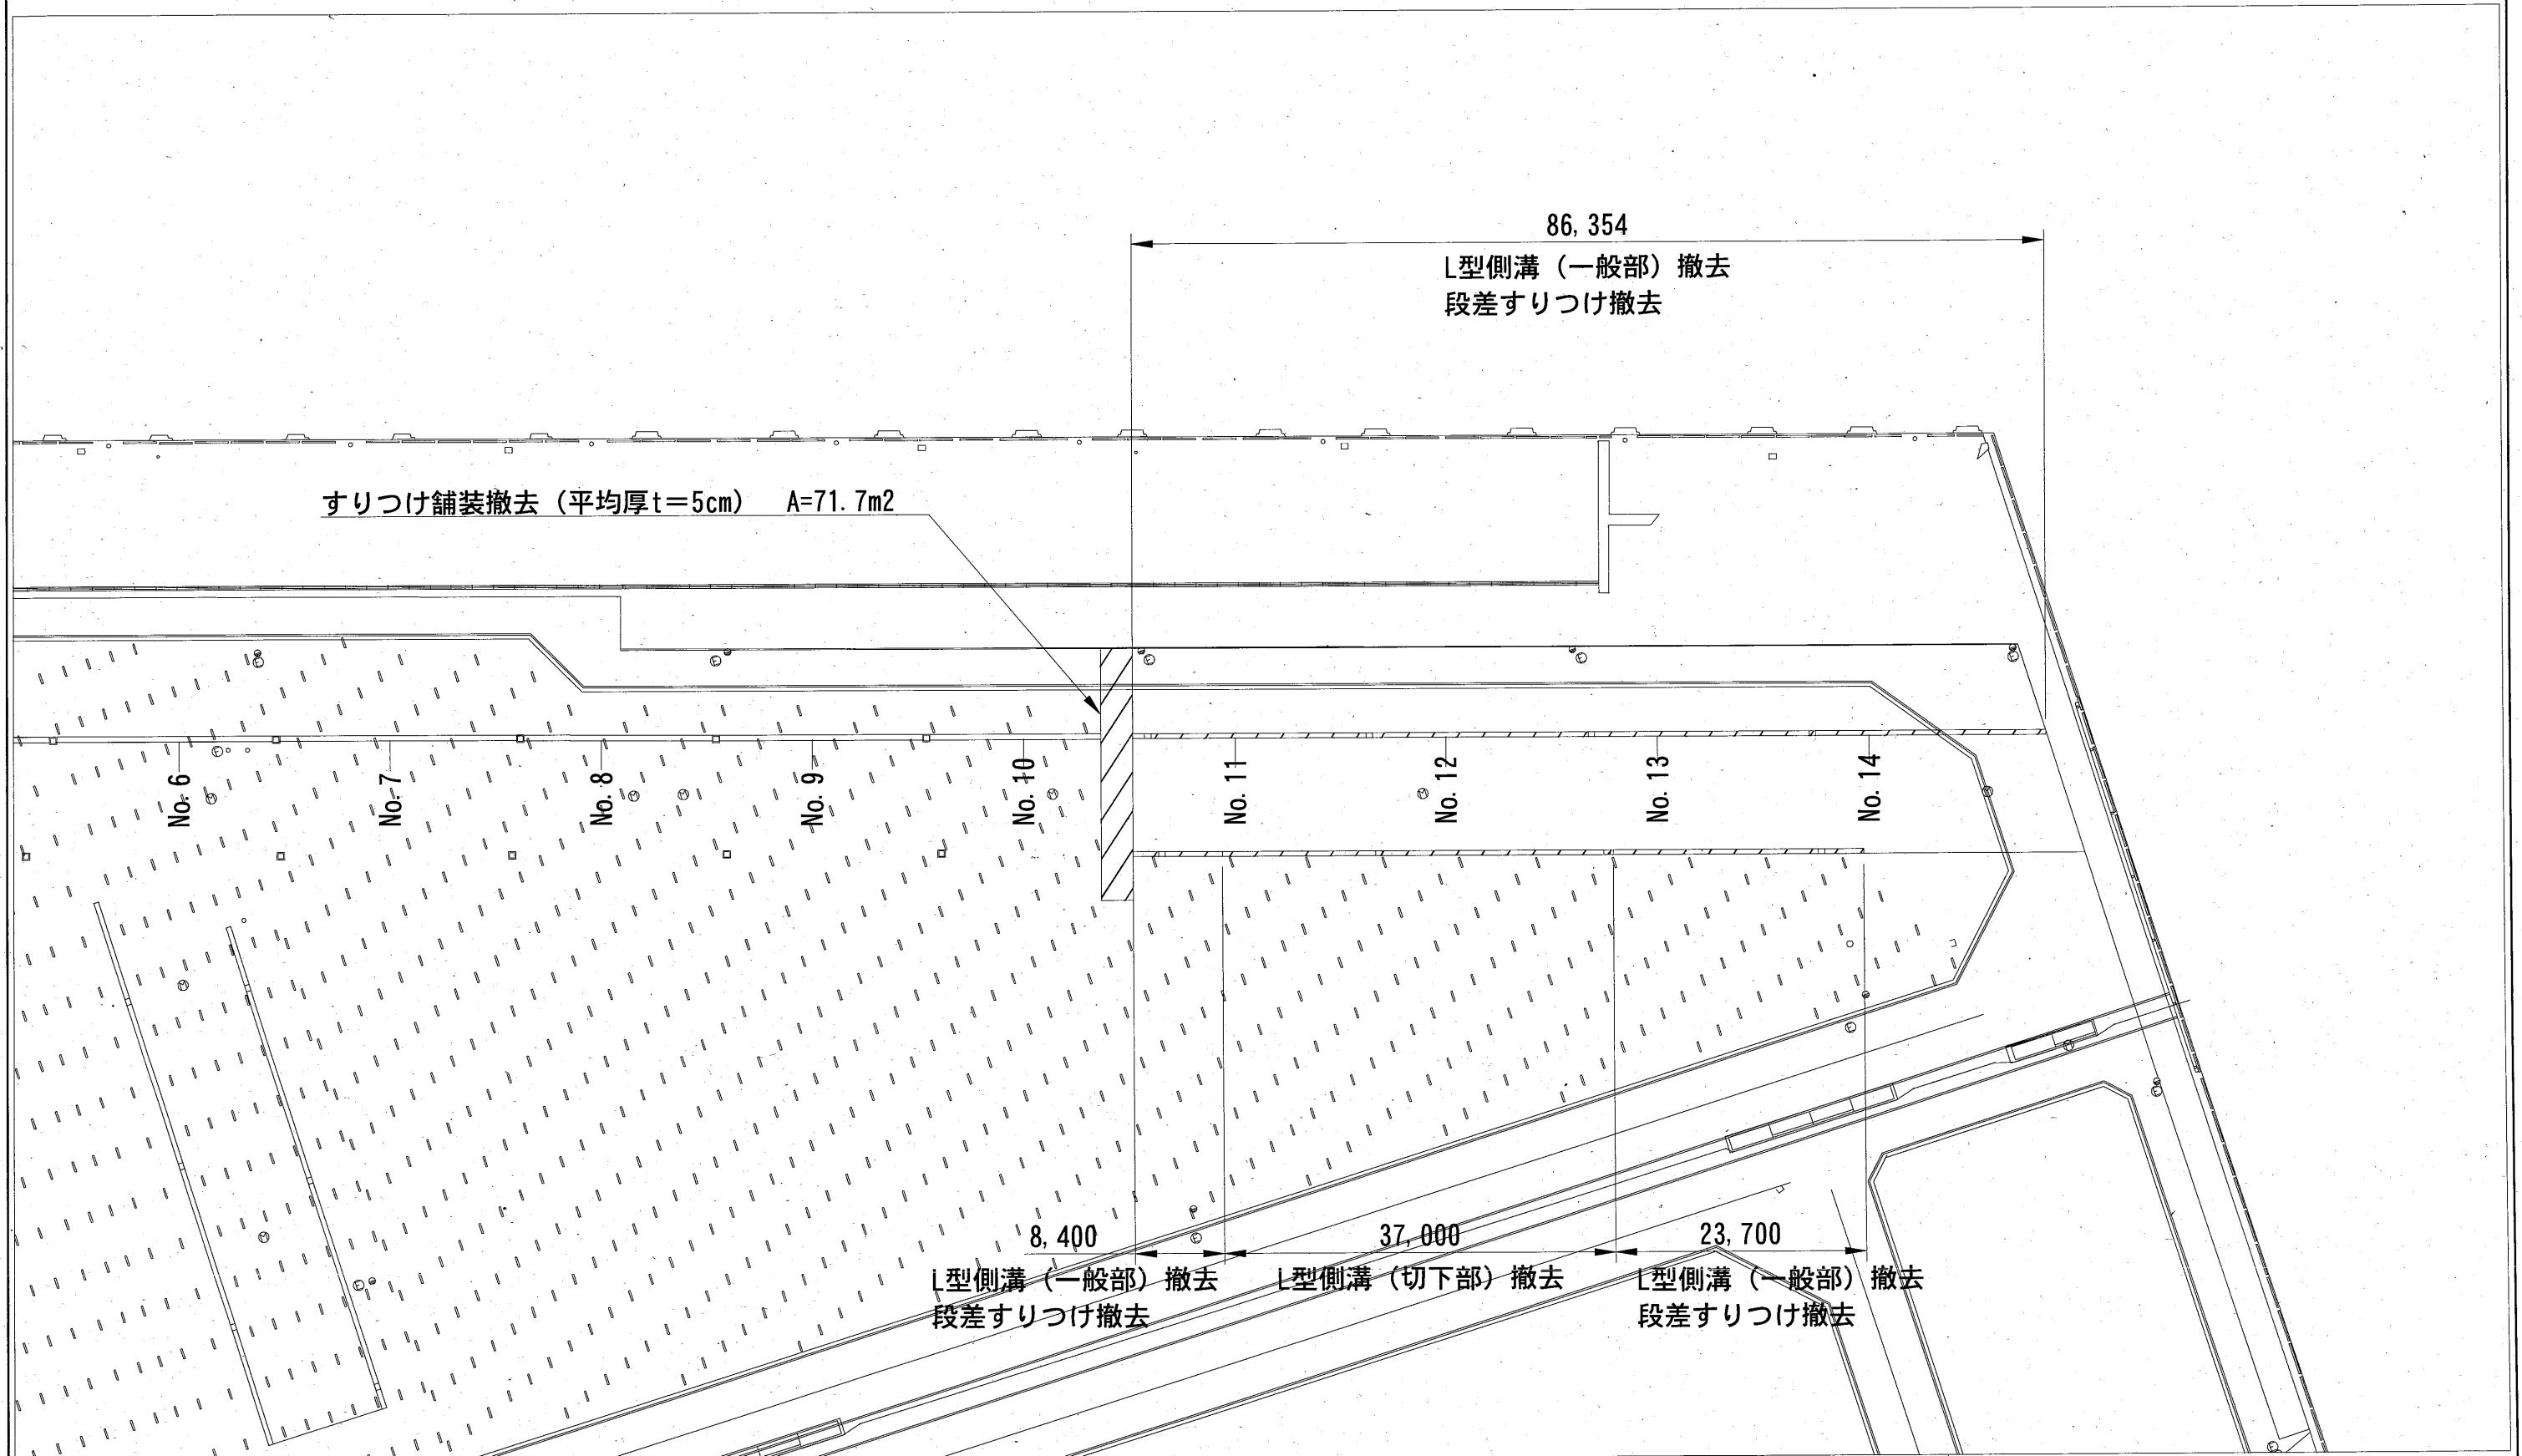 86,354
L型側溝（一般部）撤去
段差すりつけ撤去
すりつけ舗装撤去（平均厚t＝5cm） A=71.7m2
No.6
No.7
No.8
No.9
No.10
No.11
No.12
No.13
No.14
8,400
L型側溝（一般部）撤去
段差すりつけ撤去
37,000
L型側溝（切下部）撤去
23,700
L型側溝（一般部）撤去
段差すりつけ撤去